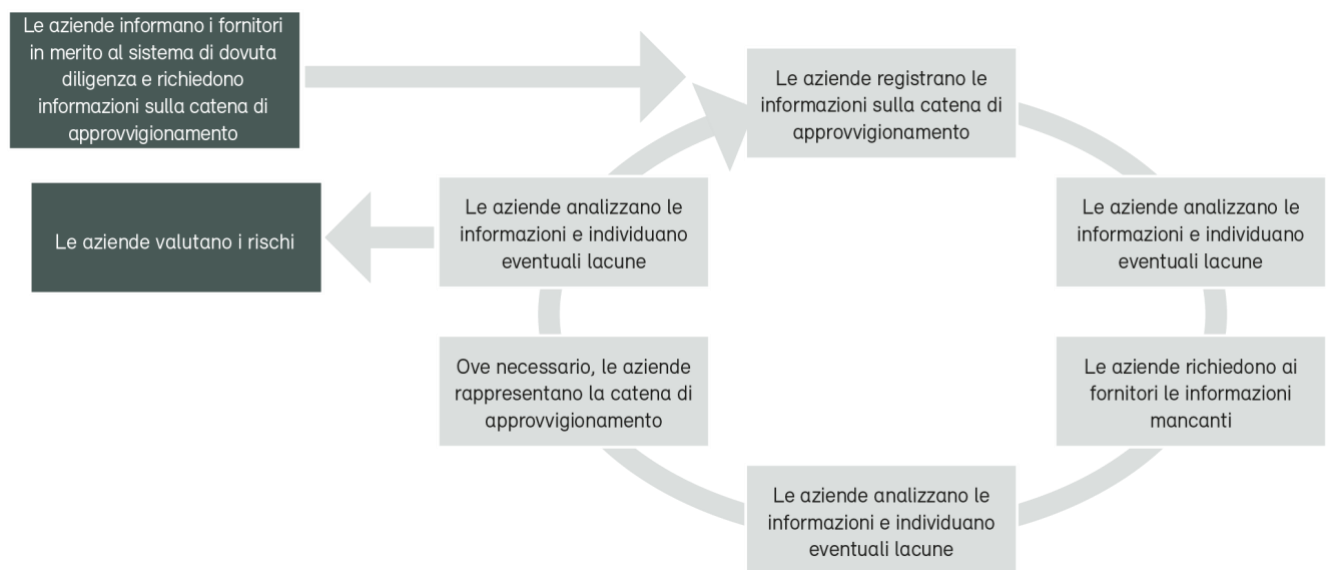 Le aziende informano i fornitori
in merito al sistema di dovuta
diligenza e richiedono
informazioni sulla catena di
approvvigionamento
Le aziende registrano le
informazioni sulla catena di
approvvigionamento
Le aziende analizzano le
informazioni e individuano
eventuali lacune
Le aziende richiedono ai
fornitori le informazioni
mancanti
Le aziende analizzano le
informazioni e individuano
eventuali lacune
Ove necessario, le aziende
rappresentano la catena di
approvvigionamento
Le aziende analizzano le
informazioni e individuano
eventuali lacune
Le aziende valutano i rischi